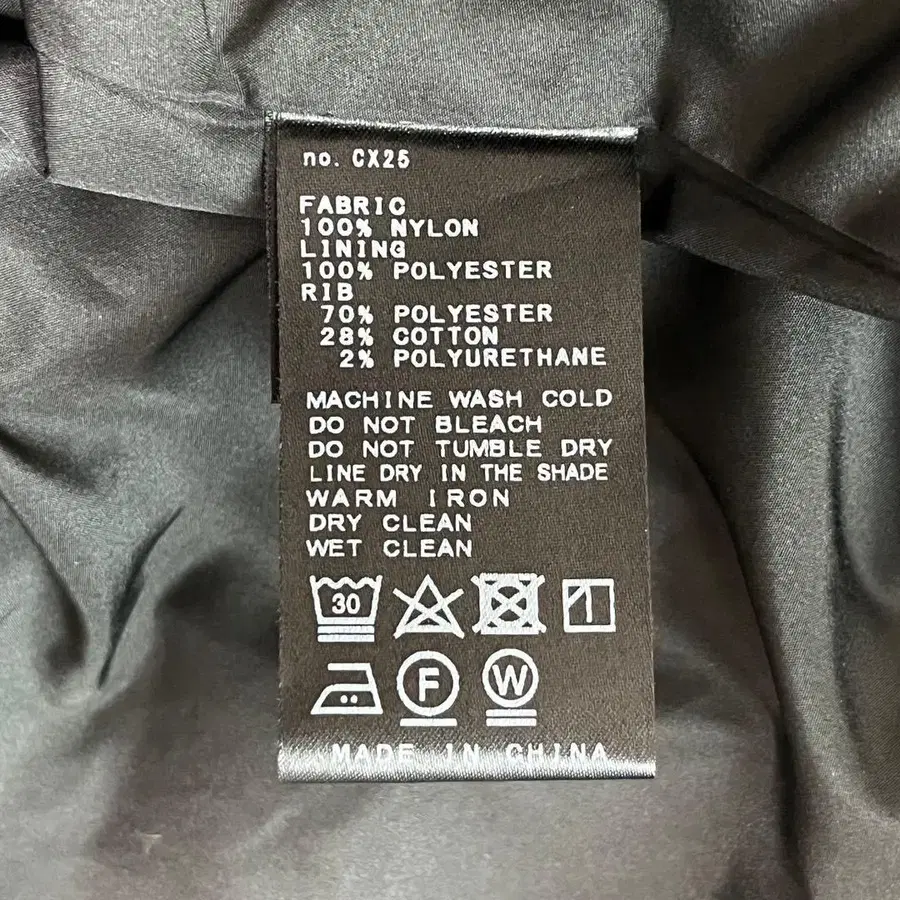 no. CX25
FABRIC
100% NYLON
LINING
100% POLYESTER
RIB
70% POLYESTER
28% COTTON
2% POLYURETHANE
MACHINE WASH COLD
DO NOT BLEACH
DO NOT TUMBLE DRY
LINE DRY IN THE SHADE
WARM IRON
DRY CLEAN
WET CLEAN
30
F W
MADE IN CHINA